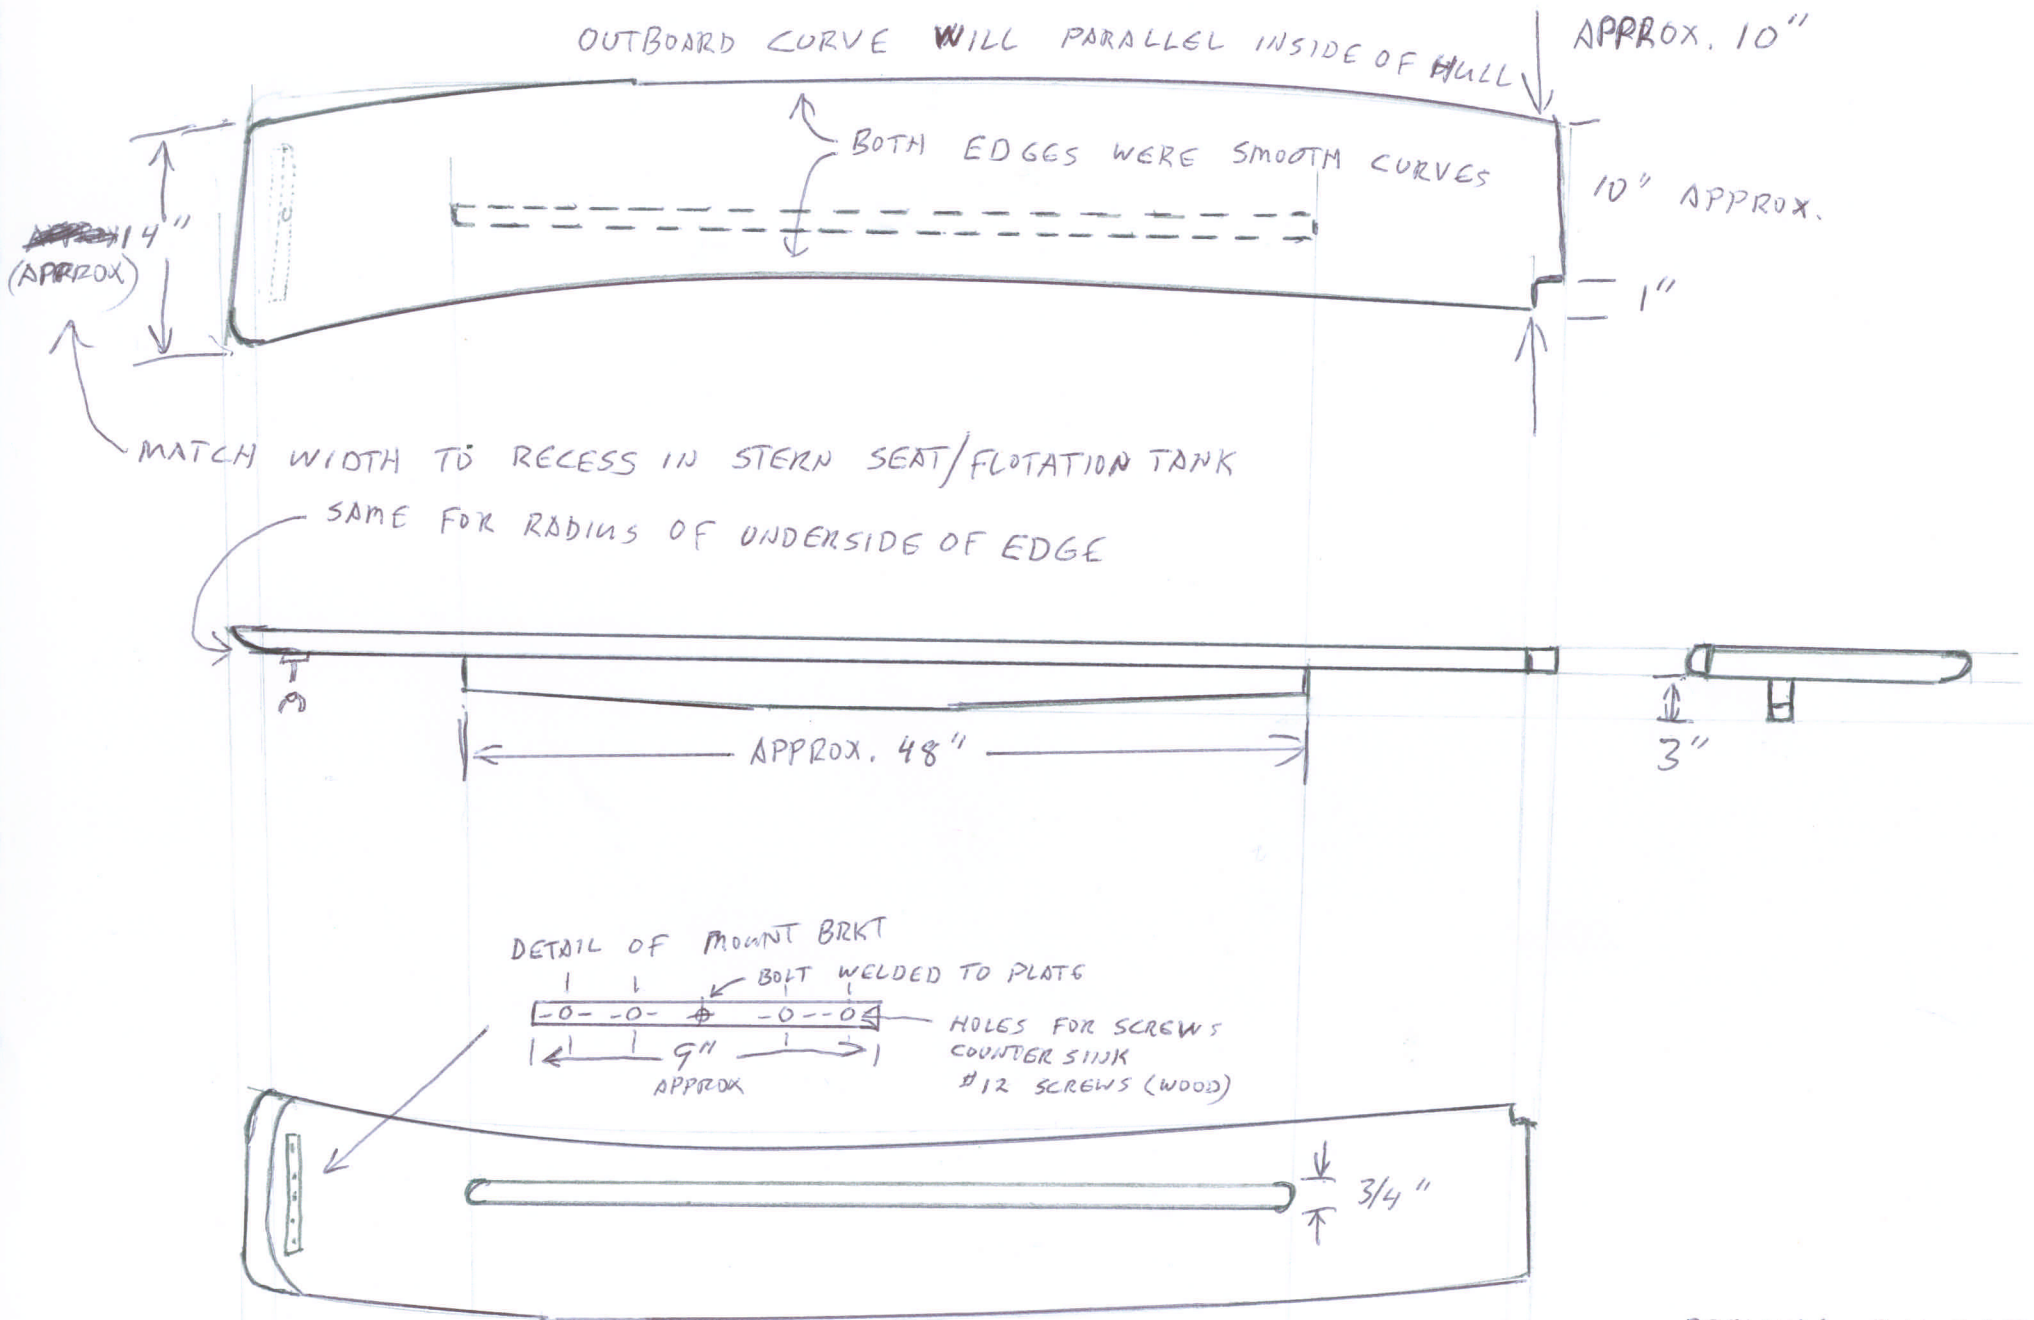 OUTBOARD CURVE WILL PARALLEL INSIDE OF HULL
APPROX. 10"
BOTH EDGES WERE SMOOTH CURVES
10" APPROX.
14"
(APPROX)
1"
MATCH WIDTH TO RECESS IN STERN SEAT/FLOTATION TANK
SAME FOR RADIUS OF UNDERSIDE OF EDGE
APPROX. 48"
3"
DETAIL OF MOUNT BRKT
BOLT WELDED TO PLATE
HOLES FOR SCREWS
COUNTER SINK
#12 SCREWS (WOOD)
9"
APPROX
3/4"